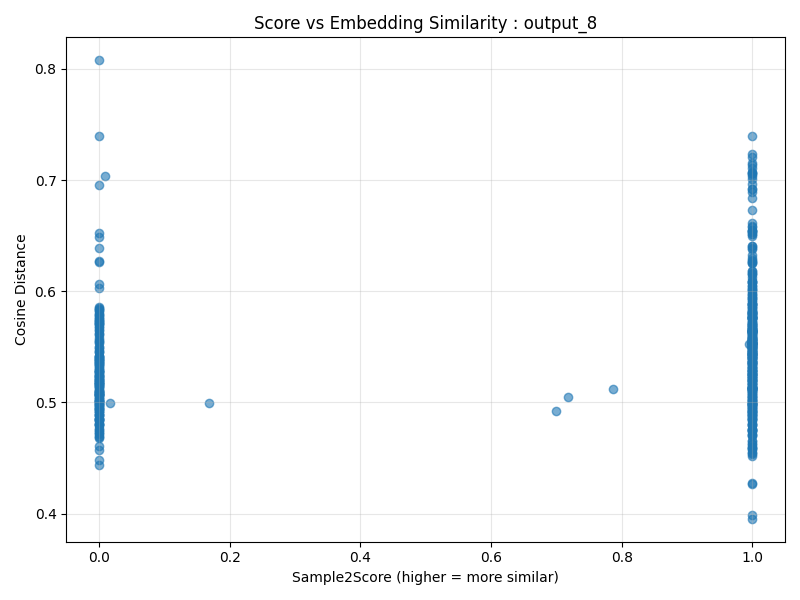 Score vs Embedding Similarity : output_8
Cosine Distance
0.8
0.7
0.6
0.5
0.4
0.0 0.2 0.4 0.6 0.8 1.0
Sample2Score (higher = more similar)